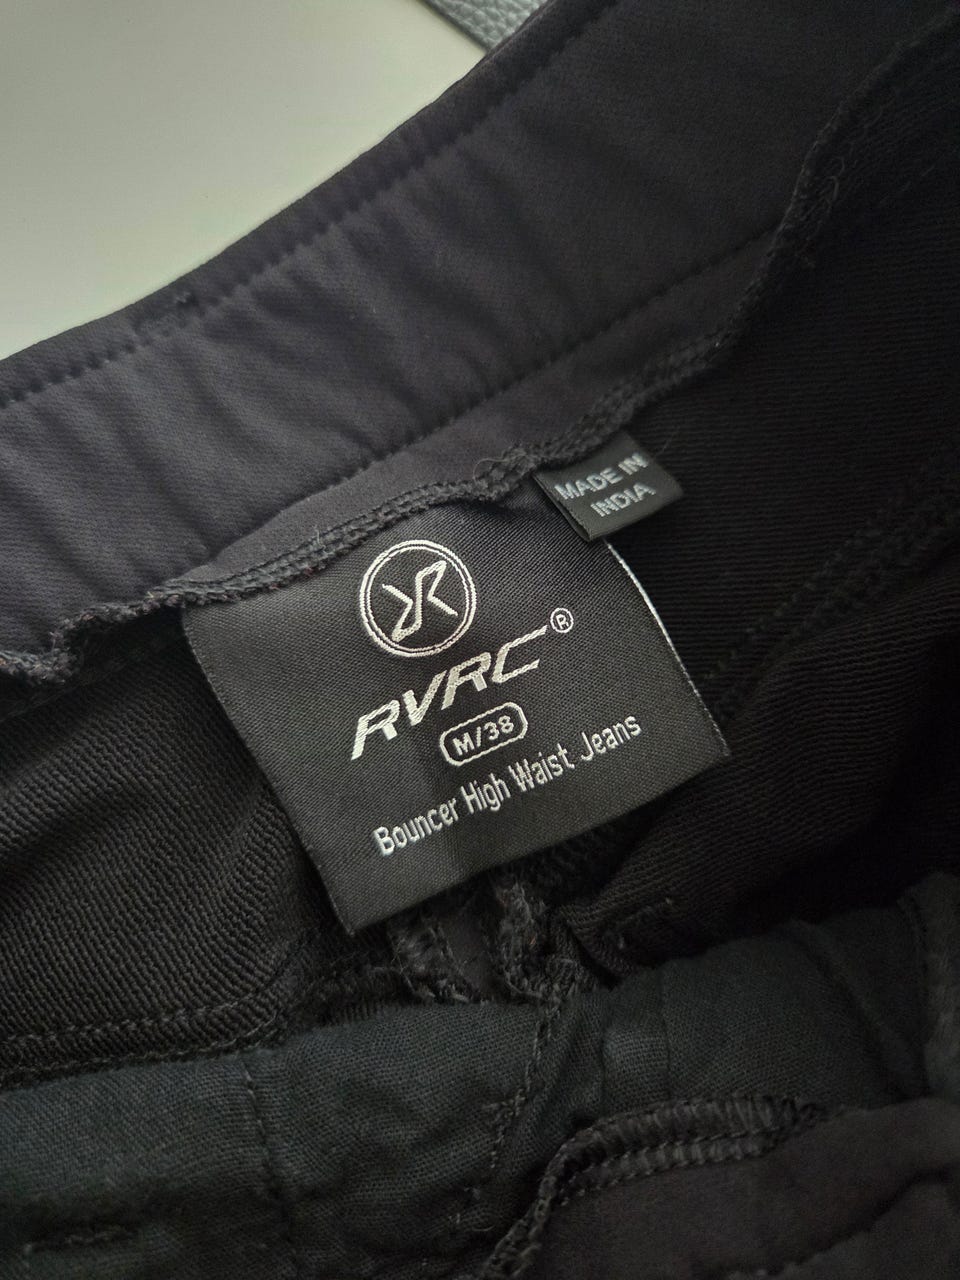 MADE IN
INDIA
RVRC®
M/38
Bouncer High Waist Jeans